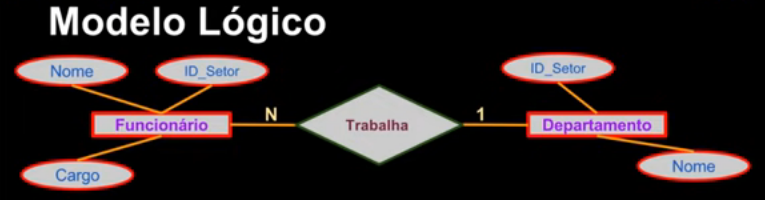 Modelo Lógico
Nome
ID_Setor
ID_Setor
Funcionário
N
Trabalha
1
Departamento
Cargo
Nome